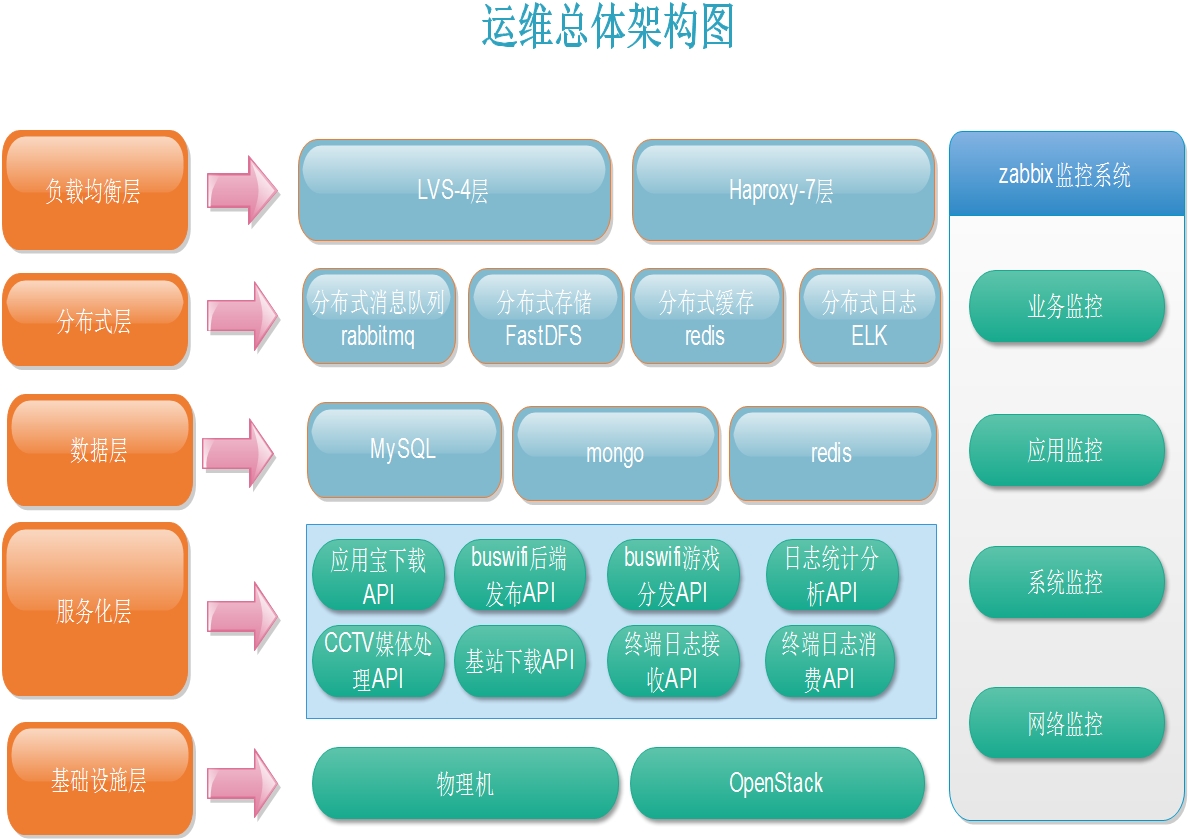 运维总体架构图
负载均衡层
LVS-4层
Haproxy-7层
分布式层
分布式消息队列
rabbitmq
分布式存储
FastDFS
分布式缓存
redis
分布式日志
ELK
数据层
MySQL
mongo
redis
服务化层
应用宝下载
API
buswifi后端
发布API
buswifi游戏
分发API
日志统计分
析API
CCTV媒体处
理API
基站下载API
终端日志接
收API
终端日志消
费API
基础设施层
物理机
OpenStack
zabbix监控系统
业务监控
应用监控
系统监控
网络监控